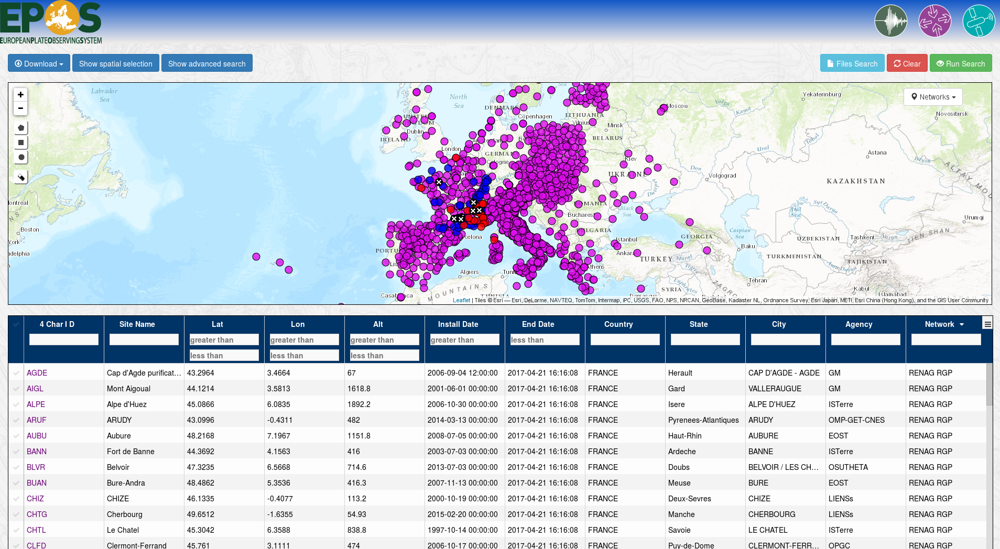 EPOS
EUROPEANPLATEOBSERVINGSYSTEM
Download Show spatial selection Show advanced search Files Search Clear Run Search
+
−
Networks
Labrador Sea
North Sea
Sea
DENMARK
Copenhagen
LITHUANIA
Vilnius
Moscow
Yekaterinburg
Novosibirsk
Volga
Kama
Minsk
BELARUS
UNITED KINGDOM
Dublin
IRELAND
London
Amsterdam
GERMANY
Cologne
Danube
Kiev
UKRAINE
Don
Dnieper
Volgograd
Ural
Tobol
Astana
Irtysh
KAZAKHSTAN
ALTAY MO
ontreal
Boston
York
adelphia
ROMANIA
Bucharest
Black Sea
BULGARIA
Istanbul
GEORGIA
Caspian Sea
Baku
Aral Sea
Syr Darya
UZBEKISTAN
Tashkent
Naryn
TIEN SHAN
Urumqi
celona
PORTU
Lis
Algiers
Tunis
Ankara
TURKEY
Murat
Tigris
Athens
TURKMENISTAN
TAJIKISTAN
Amu Darya
Tehran
Kabul
Islamabad
Casablanca
MOUNTAINS
TUNISIA
SYRIA
Euphrates
ZAGRO
Damascus
Baghdad
Leaflet | Tiles © Esri — Esri, DeLorme, NAVTEQ, TomTom, Intermap, iPC, USGS, FAO, NPS, NRCAN, GeoBase, Kadaster NL, Ordnance Survey, Esri Japan, METI, Esri China (Hong Kong), and the GIS User Community
4 Char I D Site Name Lat Lon Alt Install Date End Date Country State City Agency Network
greater than greater than greater than greater than less than
less than less than less than
AGDE Cap d'Agde purificat… 43.2964 3.4664 67 2006-09-04 12:00:00 2017-04-21 16:16:08 FRANCE Herault CAP D'AGDE - AGDE GM RENAG RGP
AIGL Mont Aigoual 44.1214 3.5813 1618.8 2001-06-01 00:00:00 2017-04-21 16:16:08 FRANCE Gard VALLERAUGUE GM RENAG RGP
ALPE Alpe d'Huez 45.0866 6.0835 1892.2 2006-10-30 00:00:00 2017-04-21 16:16:08 FRANCE Isere ALPE D'HUEZ ISTerre RENAG RGP
ARUF ARUDY 43.0996 -0.4311 482 2014-03-13 00:00:00 2017-04-21 16:16:08 FRANCE Pyrenees-Atlantiques ARUDY OMP-GET-CNES RENAG RGP
AUBU Aubure 48.2168 7.1967 1151.8 2008-07-05 00:00:00 2017-04-21 16:16:08 FRANCE Haut-Rhin AUBURE EOST RENAG RGP
BANN Fort de Banne 44.3692 4.1563 416 2003-07-03 00:00:00 2017-04-21 16:16:08 FRANCE Ardeche BANNE ISTerre RENAG RGP
BLVR Belvoir 47.3235 6.5668 714.6 2013-07-03 00:00:00 2017-04-21 16:16:08 FRANCE Doubs BELVOIR / LES CH… OSUTHETA RENAG RGP
BUAN Bure-Andra 48.4862 5.3536 416.3 2007-11-13 00:00:00 2017-04-21 16:16:08 FRANCE Meuse BURE EOST RENAG RGP
CHIZ CHIZE 46.1335 -0.4077 113.2 2000-10-19 00:00:00 2017-04-21 16:16:08 FRANCE Deux-Sevres CHIZE LIENSs RENAG RGP
CHTG Cherbourg 49.6512 -1.6355 54.93 2015-02-20 00:00:00 2017-04-21 16:16:08 FRANCE Manche CHERBOURG LIENSs RENAG RGP
CHTL Le Chatel 45.3042 6.3588 838.8 1997-10-14 00:00:00 2017-04-21 16:16:08 FRANCE Savoie LE CHATEL ISTerre RENAG RGP
CLFD Clermont-Ferrand 45.761 3.1111 474 2006-10-17 00:00:00 2017-04-21 16:16:08 FRANCE Puy-de-Dome CLERMONT-FERR… OPGC RENAG RGP